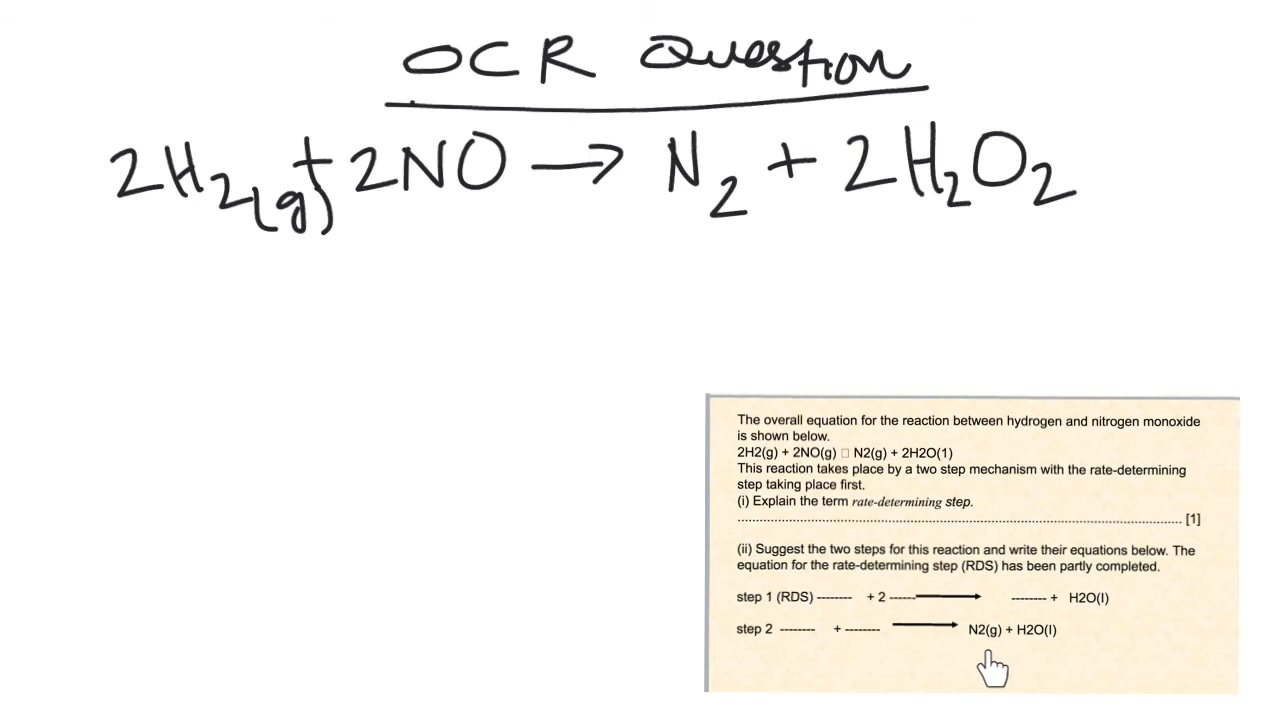 OCR Question
2H2(g) + 2NO → N2 + 2H2O2
The overall equation for the reaction between hydrogen and nitrogen monoxide
is shown below.
2H2(g) + 2NO(g) □ N2(g) + 2H2O(1)
This reaction takes place by a two step mechanism with the rate-determining
step taking place first.
(i) Explain the term rate-determining step.
.......................................................................................................... [1]
(ii) Suggest the two steps for this reaction and write their equations below. The
equation for the rate-determining step (RDS) has been partly completed.
step 1 (RDS) -------- + 2 ------ → -------- + H2O(l)
step 2 -------- + -------- → N2(g) + H2O(l)